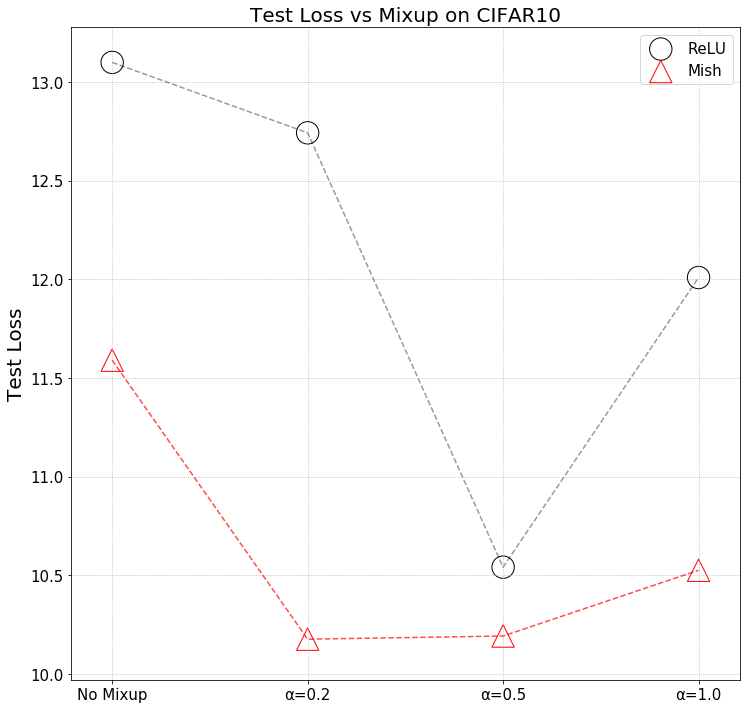 Test Loss vs Mixup on CIFAR10
ReLU
Mish
Test Loss
13.0
12.5
12.0
11.5
11.0
10.5
10.0
No Mixup
α=0.2
α=0.5
α=1.0